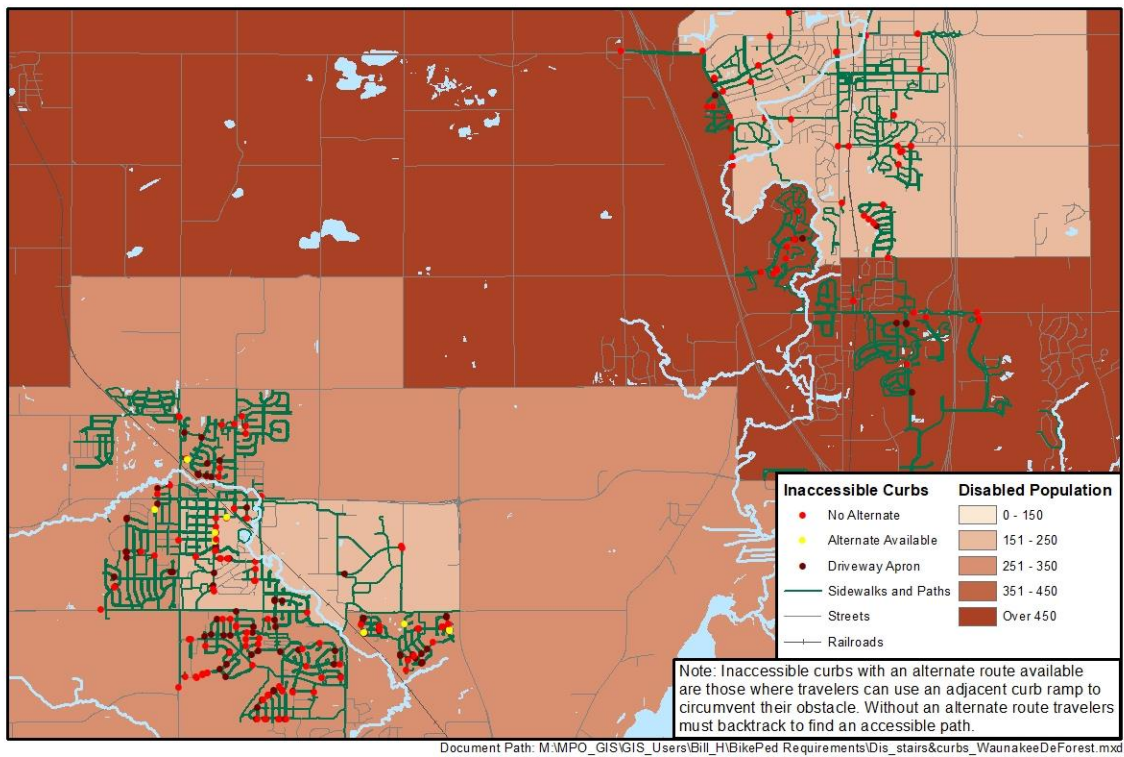 Inaccessible Curbs
No Alternate
Alternate Available
Driveway Apron
Sidewalks and Paths
Streets
Railroads
Disabled Population
0 - 150
151 - 250
251 - 350
351 - 450
Over 450
Note: Inaccessible curbs with an alternate route available
are those where travelers can use an adjacent curb ramp to
circumvent their obstacle. Without an alternate route travelers
must backtrack to find an accessible path.
Document Path: M:\MPO_GIS\GIS_Users\Bill_H\BikePed Requirements\Dis_stairs&curbs_WaunakeeDeForest.mxd